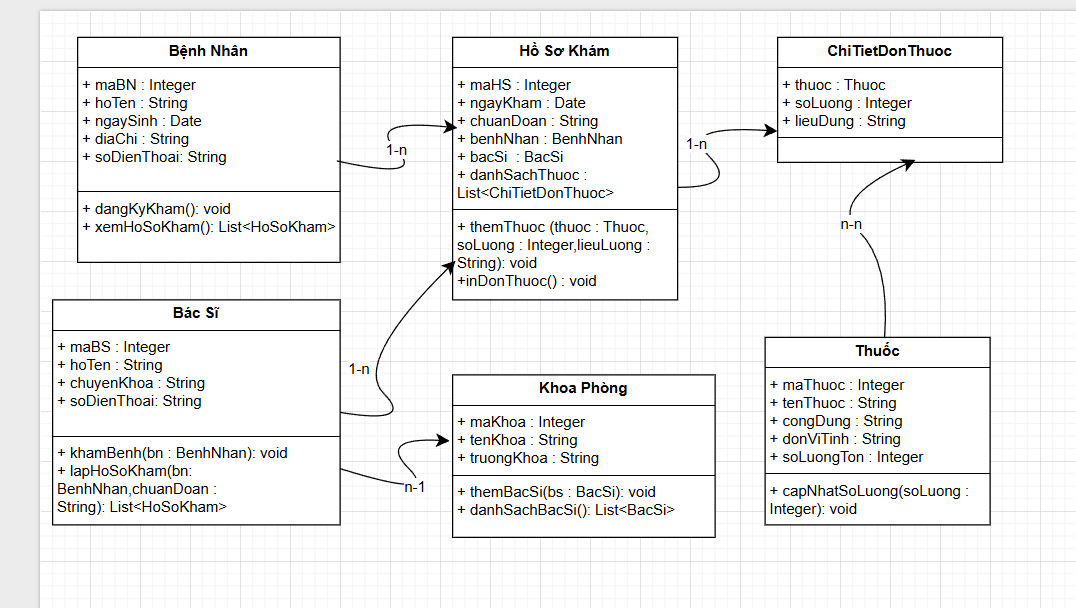 Bệnh Nhân
+ maBN : Integer
+ hoTen : String
+ ngaySinh : Date
+ diaChi : String
+ soDienThoai: String
+ dangKyKham(): void
+ xemHoSoKham(): List<HoSoKham>
1-n
Hồ Sơ Khám
+ maHS : Integer
+ ngayKham : Date
+ chuanDoan : String
+ benhNhan : BenhNhan
+ bacSi  : BacSi
+ danhSachThuoc :
List<ChiTietDonThuoc>
+ themThuoc (thuoc : Thuoc,
soLuong : Integer,lieuLuong :
String): void
+inDonThuoc() : void
1-n
ChiTietDonThuoc
+ thuoc : Thuoc
+ soLuong : Integer
+ lieuDung : String
n-n
Bác Sĩ
+ maBS : Integer
+ hoTen : String
+ chuyenKhoa : String
+ soDienThoai: String
+ khamBenh(bn : BenhNhan): void
+ lapHoSoKham(bn:
BenhNhan,chuanDoan :
String): List<HoSoKham>
1-n
n-1
Khoa Phòng
+ maKhoa : Integer
+ tenKhoa : String
+ truongKhoa : String
+ themBacSi(bs : BacSi): void
+ danhSachBacSi(): List<BacSi>
Thuốc
+ maThuoc : Integer
+ tenThuoc : String
+ congDung : String
+ donViTinh : String
+ soLuongTon : Integer
+ capNhatSoLuong(soLuong :
Integer): void